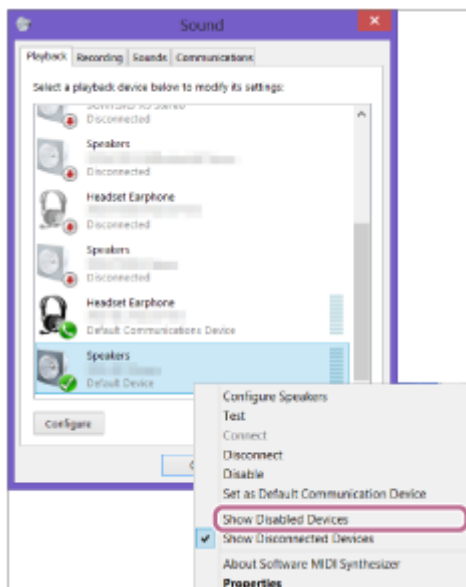 Sound
Playback Recording Sounds Communications
Select a playback device below to modify its settings:
Disconnected
Speakers
Disconnected
Headset Earphone
Disconnected
Speakers
Disconnected
Headset Earphone
Default Communications Device
Speakers
Default Device
Configure
Configure Speakers
Test
Connect
Disconnect
Disable
Set as Default Communication Device
Show Disabled Devices
Show Disconnected Devices
About Software MIDI Synthesizer
Properties